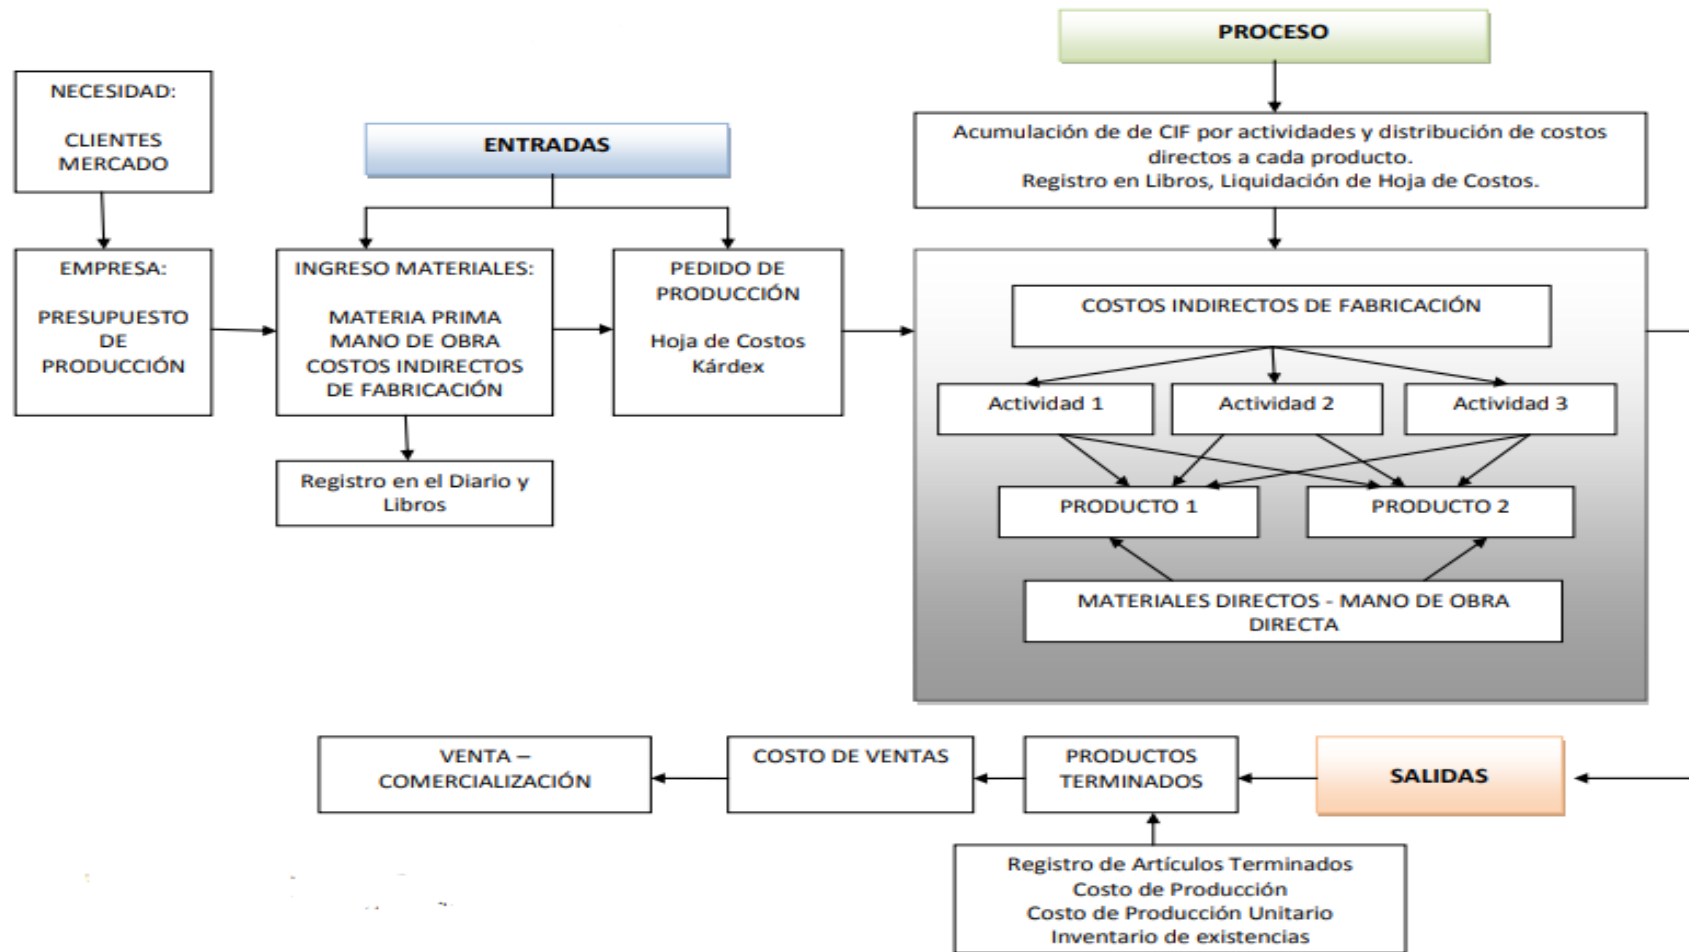 PROCESO
NECESIDAD:
CLIENTES
MERCADO
ENTRADAS
Acumulación de de CIF por actividades y distribución de costos
directos a cada producto.
Registro en Libros, Liquidación de Hoja de Costos.
EMPRESA:
PRESUPUESTO
DE
PRODUCCIÓN
INGRESO MATERIALES:
MATERIA PRIMA
MANO DE OBRA
COSTOS INDIRECTOS
DE FABRICACIÓN
PEDIDO DE
PRODUCCIÓN
Hoja de Costos
Kárdex
Registro en el Diario y
Libros
COSTOS INDIRECTOS DE FABRICACIÓN
Actividad 1
Actividad 2
Actividad 3
PRODUCTO 1
PRODUCTO 2
MATERIALES DIRECTOS - MANO DE OBRA
DIRECTA
SALIDAS
PRODUCTOS
TERMINADOS
COSTO DE VENTAS
VENTA –
COMERCIALIZACIÓN
Registro de Artículos Terminados
Costo de Producción
Costo de Producción Unitario
Inventario de existencias